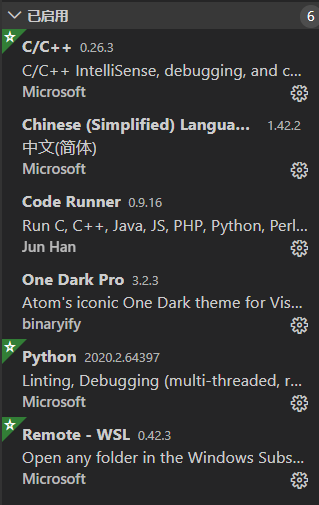 已启用 6
C/C++ 0.26.3
C/C++ IntelliSense, debugging, and c...
Microsoft
Chinese (Simplified) Langua... 1.42.2
中文(简体)
Microsoft
Code Runner 0.9.16
Run C, C++, Java, JS, PHP, Python, Perl...
Jun Han
One Dark Pro 3.2.3
Atom's iconic One Dark theme for Vis...
binaryify
Python 2020.2.64397
Linting, Debugging (multi-threaded, r...
Microsoft
Remote - WSL 0.42.3
Open any folder in the Windows Subs...
Microsoft